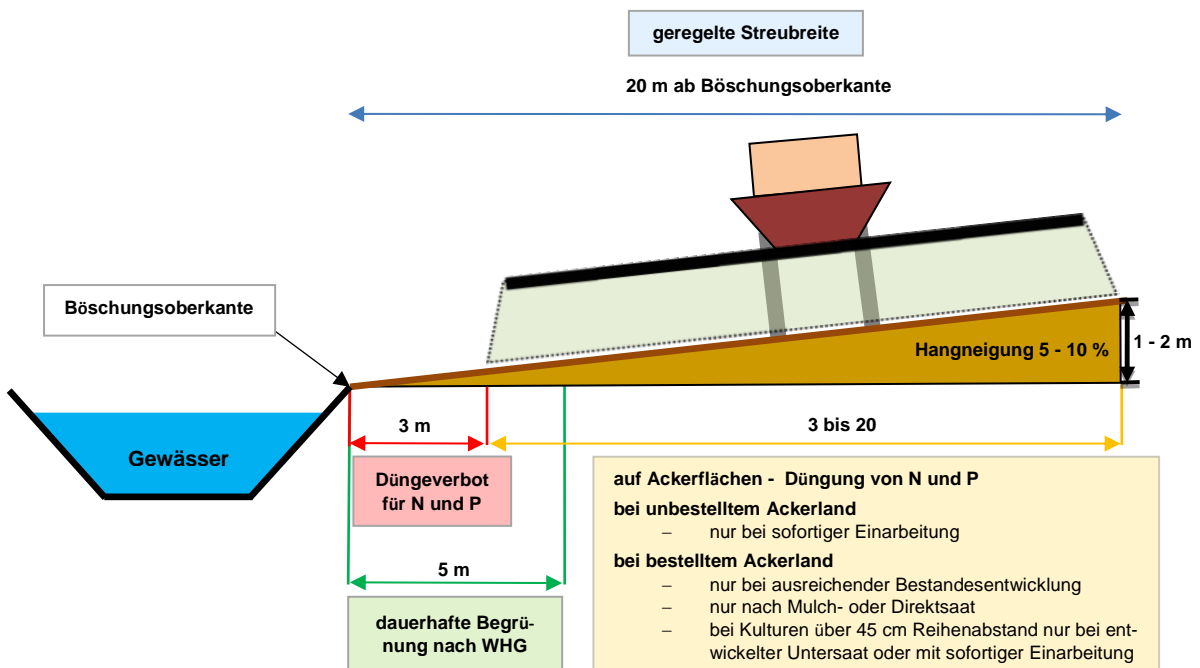 geregelte Streubreite
20 m ab Böschungsoberkante
Böschungsoberkante
Hangneigung 5 - 10 %
1 - 2 m
Gewässer
3 m
3 bis 20
Düngeverbot
für N und P
auf Ackerflächen - Düngung von N und P
bei unbestelltem Ackerland
– nur bei sofortiger Einarbeitung
bei bestelltem Ackerland
– nur bei ausreichender Bestandesentwicklung
– nur nach Mulch- oder Direktsaat
– bei Kulturen über 45 cm Reihenabstand nur bei ent-
wickelter Untersaat oder mit sofortiger Einarbeitung
5 m
dauerhafte Begrü-
nung nach WHG